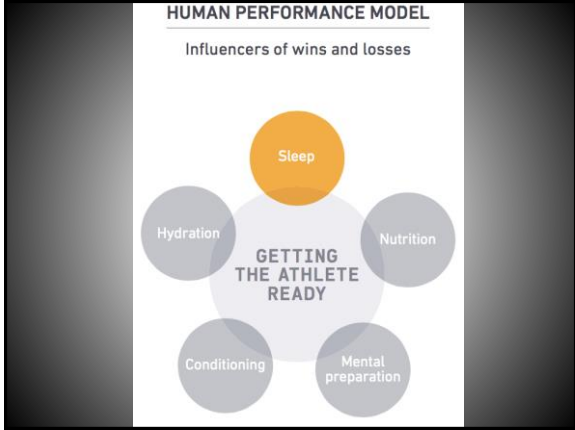 HUMAN PERFORMANCE MODEL
Influencers of wins and losses
Sleep
Hydration
Nutrition
GETTING
THE ATHLETE
READY
Conditioning
Mental
preparation